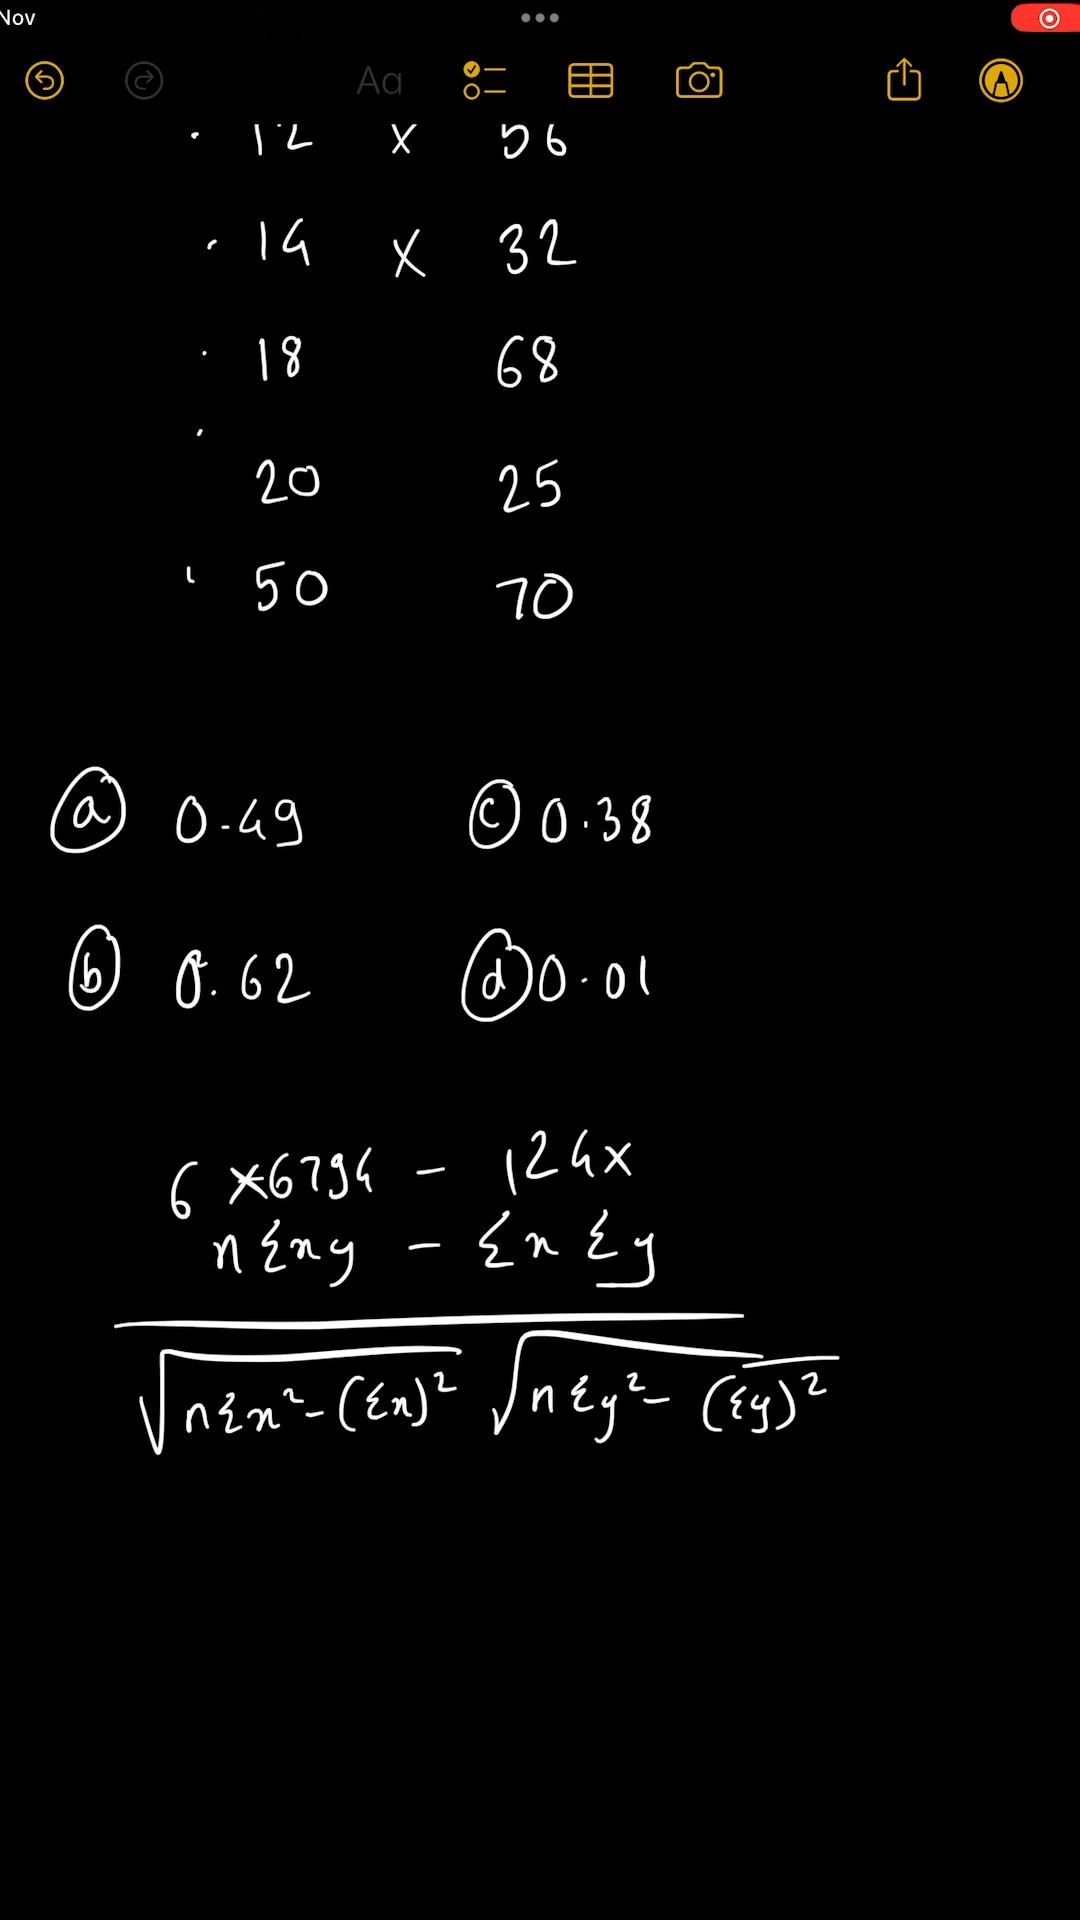 Nov
Aa
12 x 56
14 x 32
18 68
20 25
50 70
a 0.49 c 0.38
b 0.62 d 0.01
6 x6794 - 124x
nΣxy - Σx Σy
√nΣx²-(Σx)² √nΣy²-(Σy)²